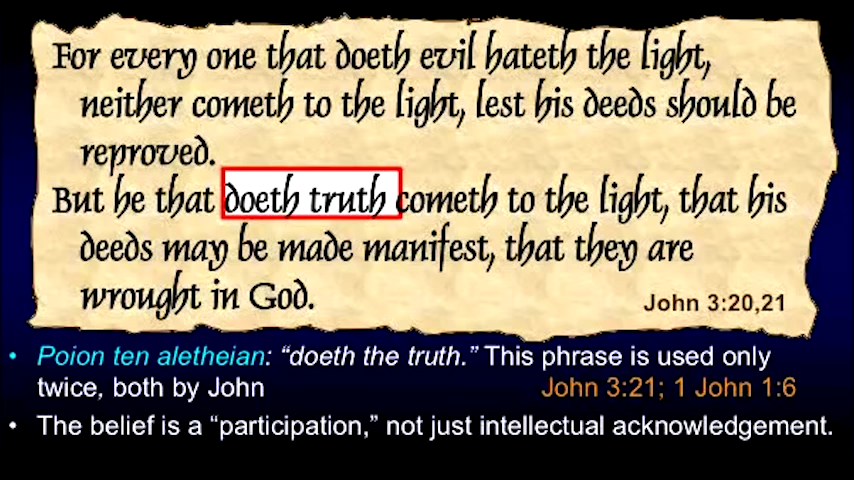 For every one that doeth evil hateth the light,
neither cometh to the light, lest his deeds should be
reproved.
But he that doeth truth cometh to the light, that his
deeds may be made manifest, that they are
wrought in God.
John 3:20,21
• Poion ten aletheian: “doeth the truth.” This phrase is used only
twice, both by John John 3:21; 1 John 1:6
• The belief is a “participation,” not just intellectual acknowledgement.